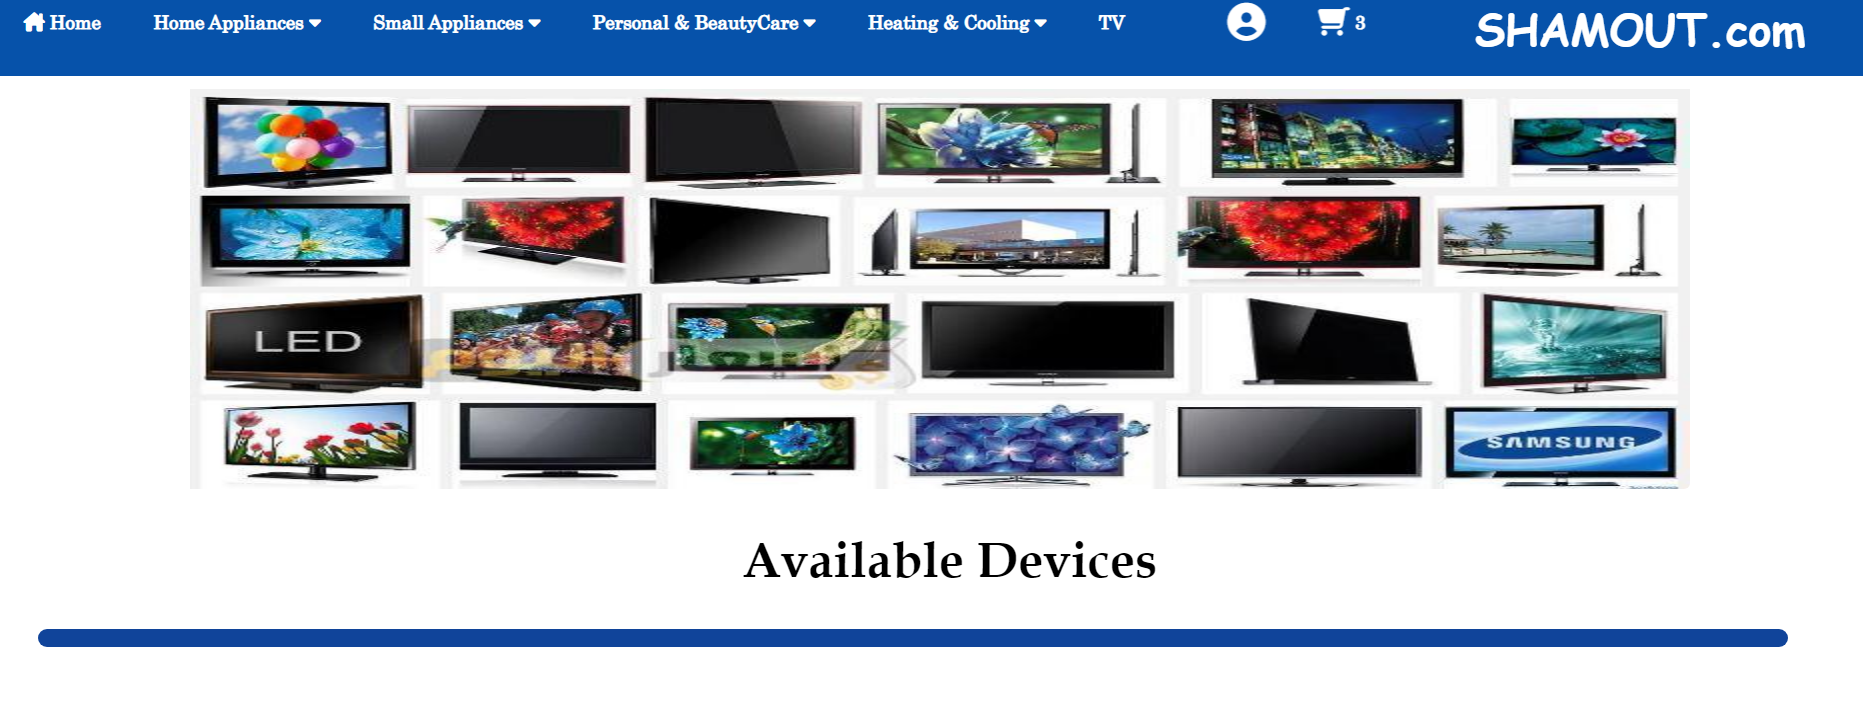 Home
Home Appliances
Small Appliances
Personal & BeautyCare
Heating & Cooling
TV
3
SHAMOUT.com
LED
SAMSUNG
Available Devices